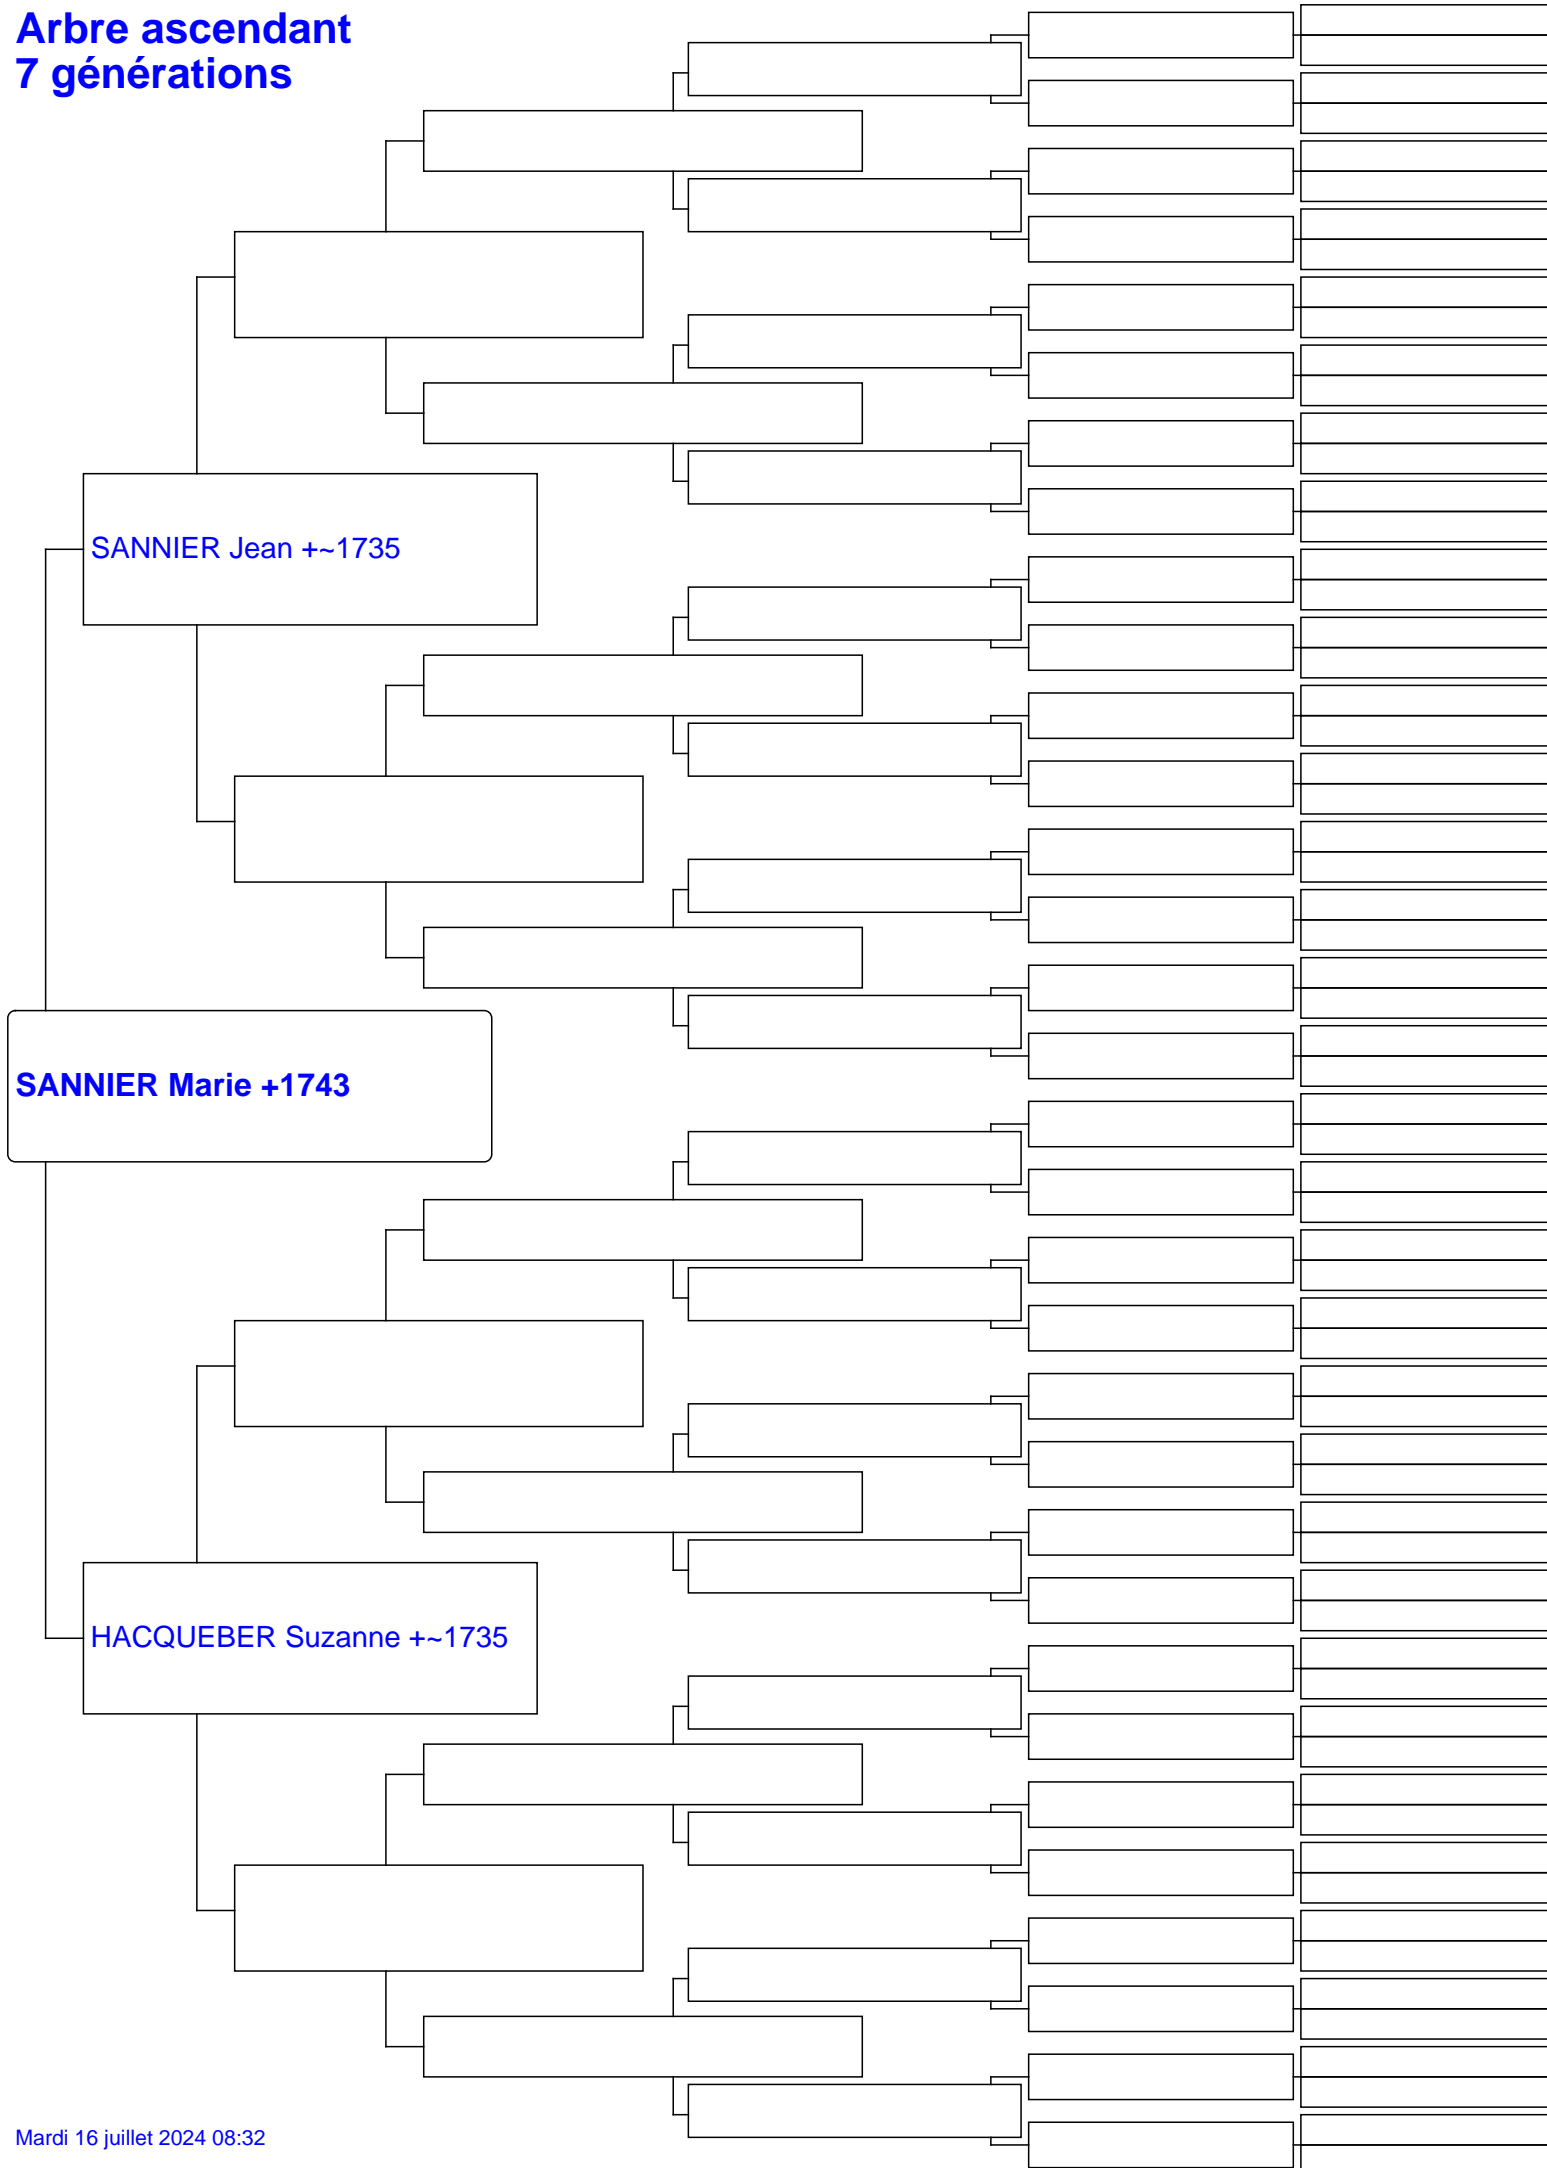 Arbre ascendant
7 générations
SANNIER Jean +~1735
SANNIER Marie +1743
HACQUEBER Suzanne +~1735
Mardi 16 juillet 2024 08:32